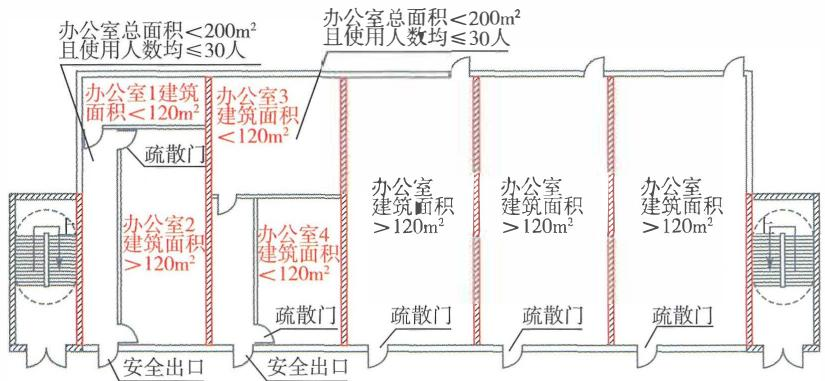 办公室总面积＜200m²
且使用人数均≤30人
办公室总面积＜200m²
且使用人数均≤30人
办公室1建筑
面积＜120m²
疏散门
办公室2
建筑面积
＞120m²
办公室3
建筑面积
＜120m²
办公室4
建筑面积
＜120m²
疏散门
办公室
建筑面积
＞120m²
办公室
建筑面积
＞120m²
办公室
建筑面积
＞120m²
疏散门
疏散门
疏散门
安全出口
安全出口